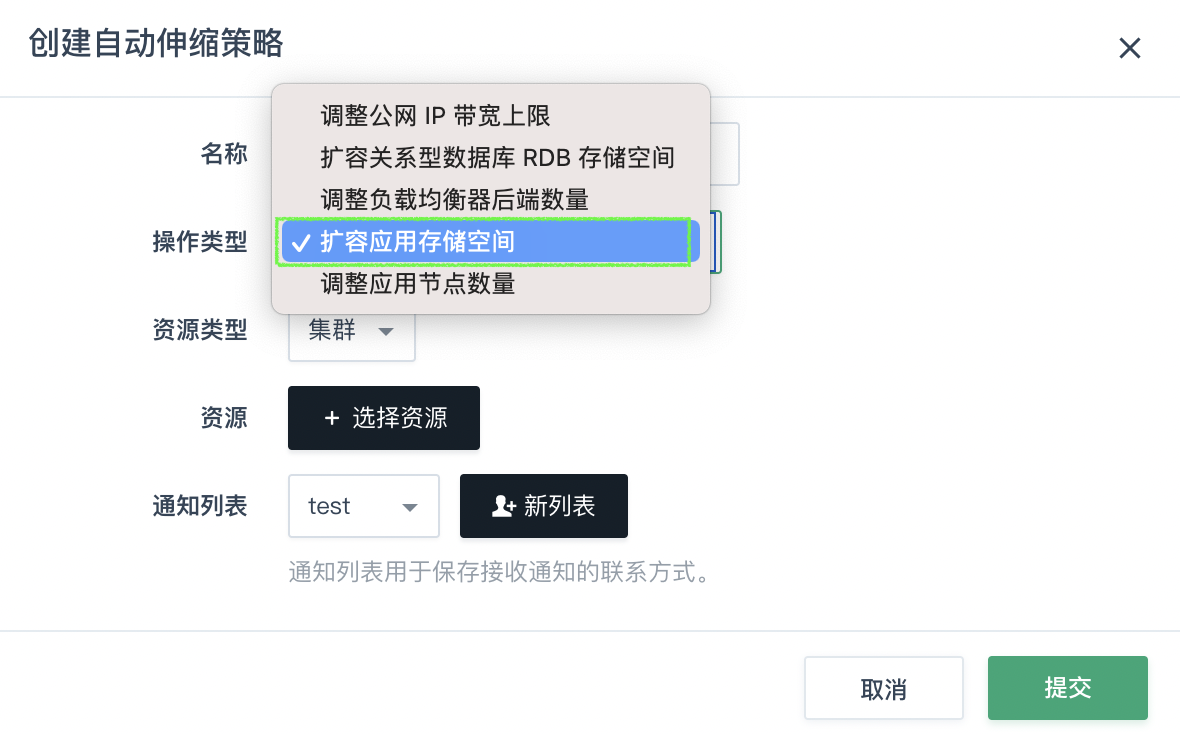 创建自动伸缩策略
名称
调整公网 IP 带宽上限
扩容关系型数据库 RDB 存储空间
调整负载均衡器后端数量
操作类型
扩容应用存储空间
调整应用节点数量
资源类型
集群
资源
+ 选择资源
通知列表
test
新列表
通知列表用于保存接收通知的联系方式。
取消
提交